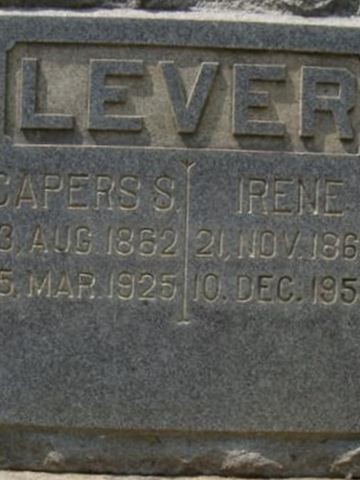 LEVER
CAPERS S. IRENE
3, AUG 1862 21, NOV. 186
5, MAR. 1925 10. DEC. 195